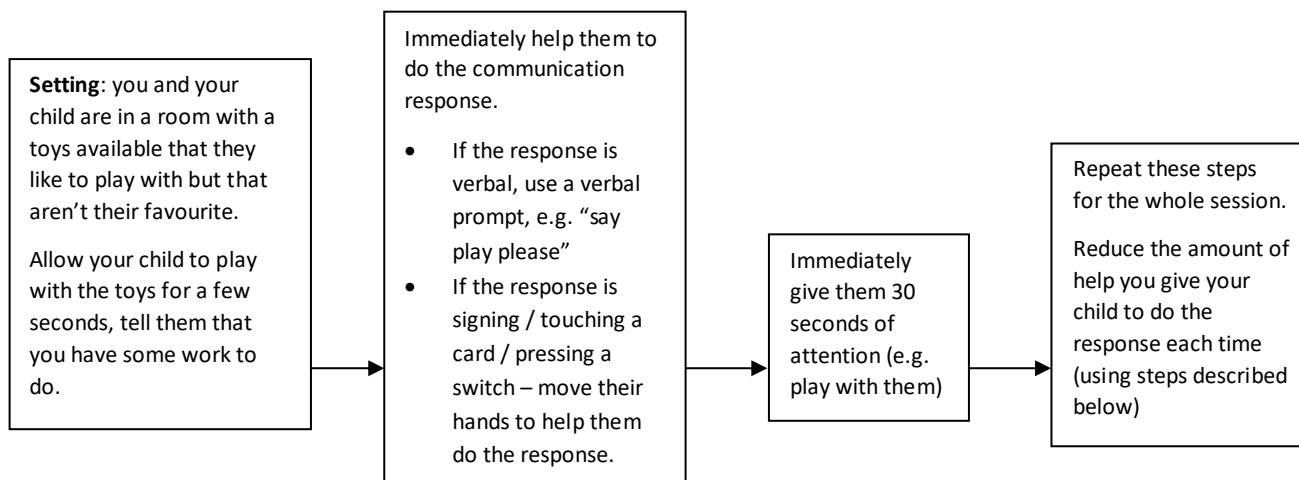 Setting: you and your
child are in a room with a
toys available that they
like to play with but that
aren’t their favourite.
Allow your child to play
with the toys for a few
seconds, tell them that
you have some work to
do.
Immediately help them to
do the communication
response.
• If the response is
verbal, use a verbal
prompt, e.g. “say
play please”
• If the response is
signing / touching a
card / pressing a
switch – move their
hands to help them
do the response.
Immediately
give them 30
seconds of
attention (e.g.
play with them)
Repeat these steps
for the whole session.
Reduce the amount of
help you give your
child to do the
response each time
(using steps described
below)